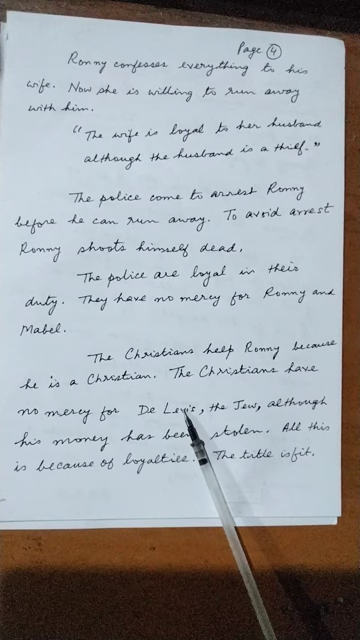 Page 4
Ronny confesses everything to his
wife. Now she is willing to run away
with him.
"The wife is loyal to her husband
although the husband is a thief."
The police come to arrest Ronny
before he can run away. To avoid arrest
Ronny shoots himself dead.
The police are loyal in their
duty. They have no mercy for Ronny and
Mabel.
The Christians help Ronny because
he is a Christian. The Christians have
no mercy for De Levis, the Jew, although
his money has been stolen. All this
is because of loyalties. The title is fit.